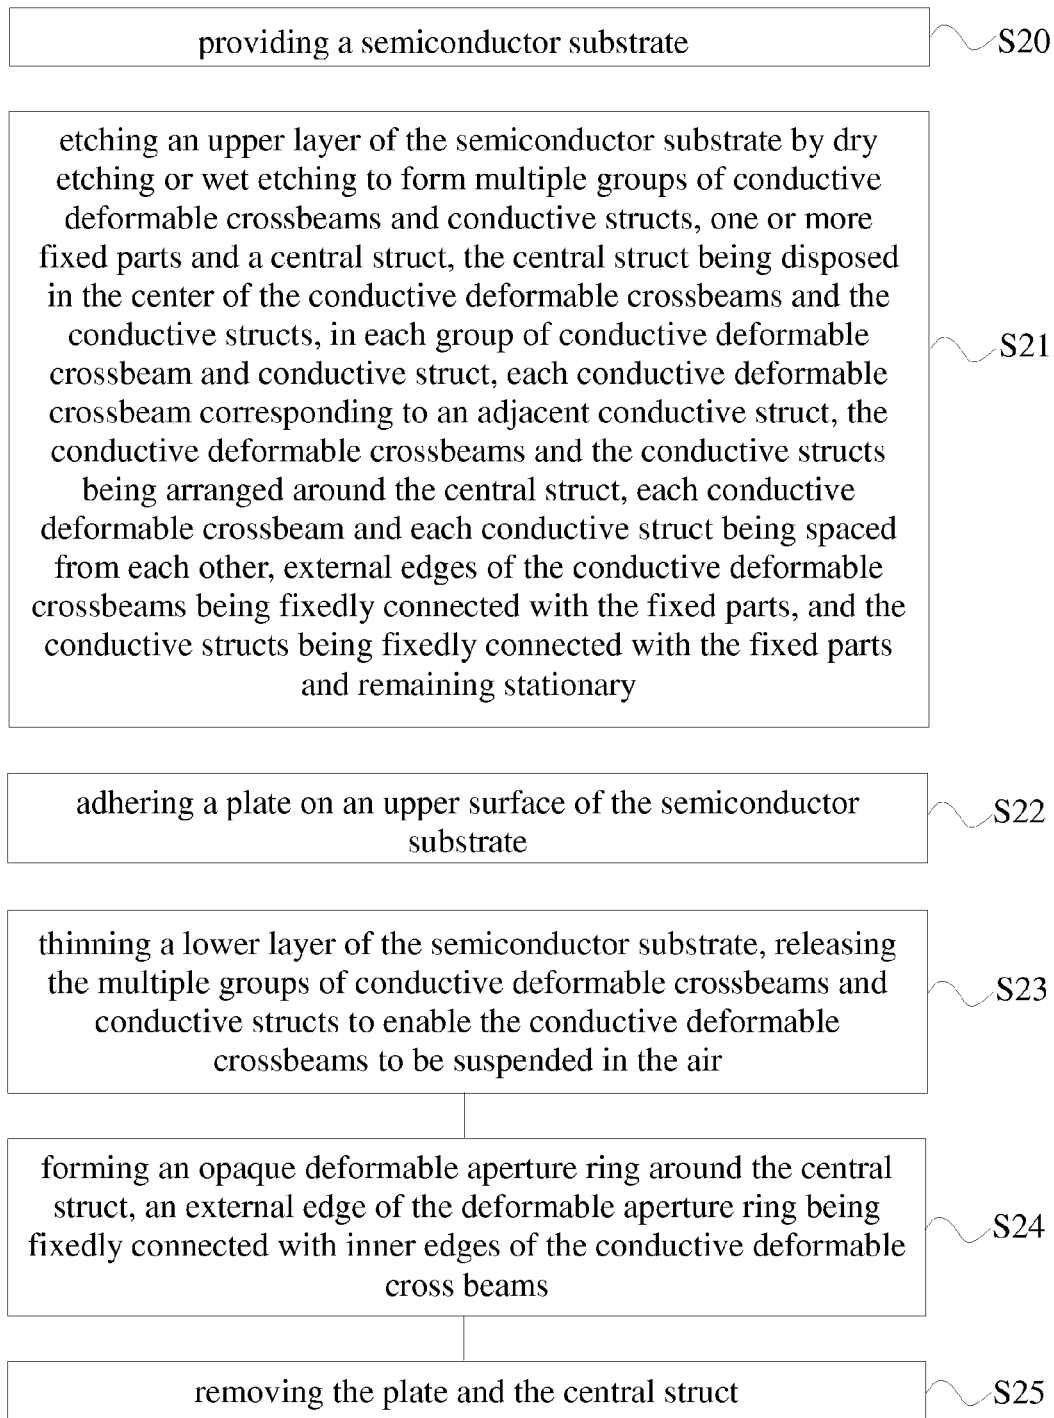 providing a semiconductor substrate
S20
etching an upper layer of the semiconductor substrate by dry
etching or wet etching to form multiple groups of conductive
deformable crossbeams and conductive structs, one or more
fixed parts and a central struct, the central struct being disposed
in the center of the conductive deformable crossbeams and the
conductive structs, in each group of conductive deformable
crossbeam and conductive struct, each conductive deformable
crossbeam corresponding to an adjacent conductive struct, the
conductive deformable crossbeams and the conductive structs
being arranged around the central struct, each conductive
deformable crossbeam and each conductive struct being spaced
from each other, external edges of the conductive deformable
crossbeams being fixedly connected with the fixed parts, and the
conductive structs being fixedly connected with the fixed parts
and remaining stationary
S21
adhering a plate on an upper surface of the semiconductor
substrate
S22
thinning a lower layer of the semiconductor substrate, releasing
the multiple groups of conductive deformable crossbeams and
conductive structs to enable the conductive deformable
crossbeams to be suspended in the air
S23
forming an opaque deformable aperture ring around the central
struct, an external edge of the deformable aperture ring being
fixedly connected with inner edges of the conductive deformable
cross beams
S24
removing the plate and the central struct
S25